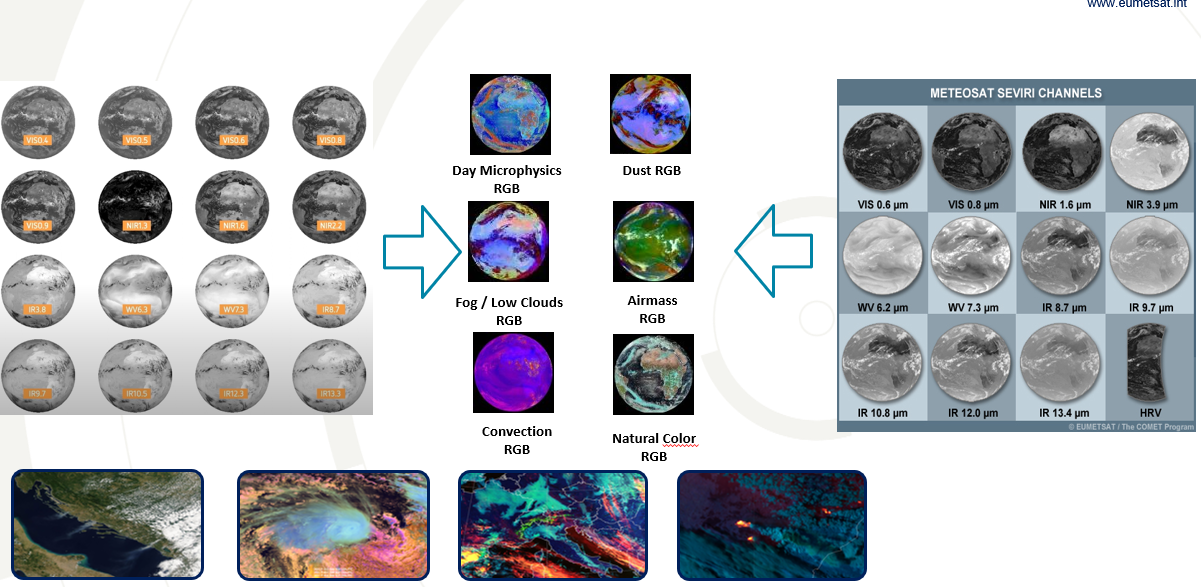 www.eumetsat.int
VIS0.4
VIS0.5
VIS0.6
VIS0.8
VIS0.9
NIR1.3
NIR1.6
NIR2.2
IR3.8
WV6.3
WV7.3
IR8.7
IR9.7
IR10.5
IR12.3
IR13.3
Day Microphysics
RGB
Dust RGB
Fog / Low Clouds
RGB
Airmass
RGB
Convection
RGB
Natural Color
RGB
METEOSAT SEVIRI CHANNELS
VIS 0.6 µm
VIS 0.8 µm
NIR 1.6 µm
NIR 3.9 µm
WV 6.2 µm
WV 7.3 µm
IR 8.7 µm
IR 9.7 µm
IR 10.8 µm
IR 12.0 µm
IR 13.4 µm
HRV
© EUMETSAT / The COMET Program